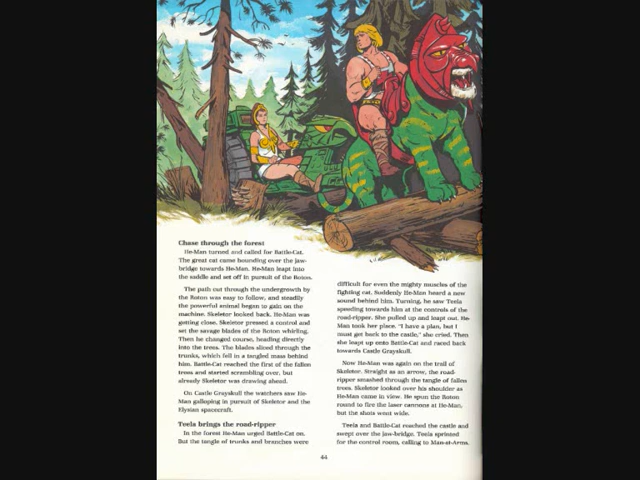 Chase through the forest
He-Man turned and called for Battle-Cat.
The great cat came bounding over the jaw-
bridge towards He-Man. He-Man leapt into
the saddle and set off in pursuit of the Roton.
The path cut through the undergrowth by
the Roton was easy to follow, and steadily
the powerful animal began to gain on the
machine. Skeletor looked back. He-Man was
getting close. Skeletor pressed a control and
set the savage blades of the Roton whirling.
Then he changed course, heading directly
into the trees. The blades sliced through the
trunks, which fell in a tangled mass behind
him. Battle-Cat reached the first of the fallen
trees and started scrambling over, but
already Skeletor was drawing ahead.
On Castle Grayskull the watchers saw He-
Man galloping in pursuit of Skeletor and the
Elysian spacecraft.
Teela brings the road-ripper
In the forest He-Man urged Battle-Cat on.
But the tangle of trunks and branches were
difficult for even the mighty muscles of the
fighting cat. Suddenly He-Man heard a new
sound behind him. Turning, he saw Teela
speeding towards him at the controls of the
road-ripper. She pulled up and leapt out. He-
Man took her place. "I have a plan, but I
must get back to the castle," she cried. Then
she leapt up onto Battle-Cat and raced back
towards Castle Grayskull.
Now He-Man was again on the trail of
Skeletor. Straight as an arrow, the road-
ripper smashed through the tangle of fallen
trees. Skeletor looked over his shoulder as
He-Man came in view. He spun the Roton
round to fire the laser cannons at He-Man,
but the shots went wide.
Teela and Battle-Cat reached the castle and
swept over the jaw-bridge. Teela sprinted
for the control room, calling to Man-at-Arms.
44